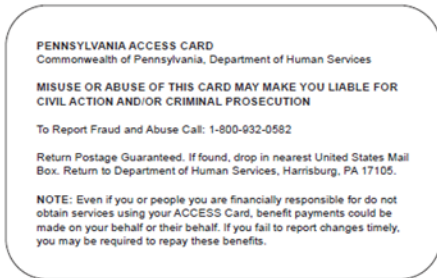 PENNSYLVANIA ACCESS CARD
Commonwealth of Pennsylvania, Department of Human Services
MISUSE OR ABUSE OF THIS CARD MAY MAKE YOU LIABLE FOR
CIVIL ACTION AND/OR CRIMINAL PROSECUTION
To Report Fraud and Abuse Call: 1-800-932-0582
Return Postage Guaranteed. If found, drop in nearest United States Mail
Box. Return to Department of Human Services, Harrisburg, PA 17105.
NOTE: Even if you or people you are financially responsible for do not
obtain services using your ACCESS Card, benefit payments could be
made on your behalf or their behalf. If you fail to report changes timely,
you may be required to repay these benefits.